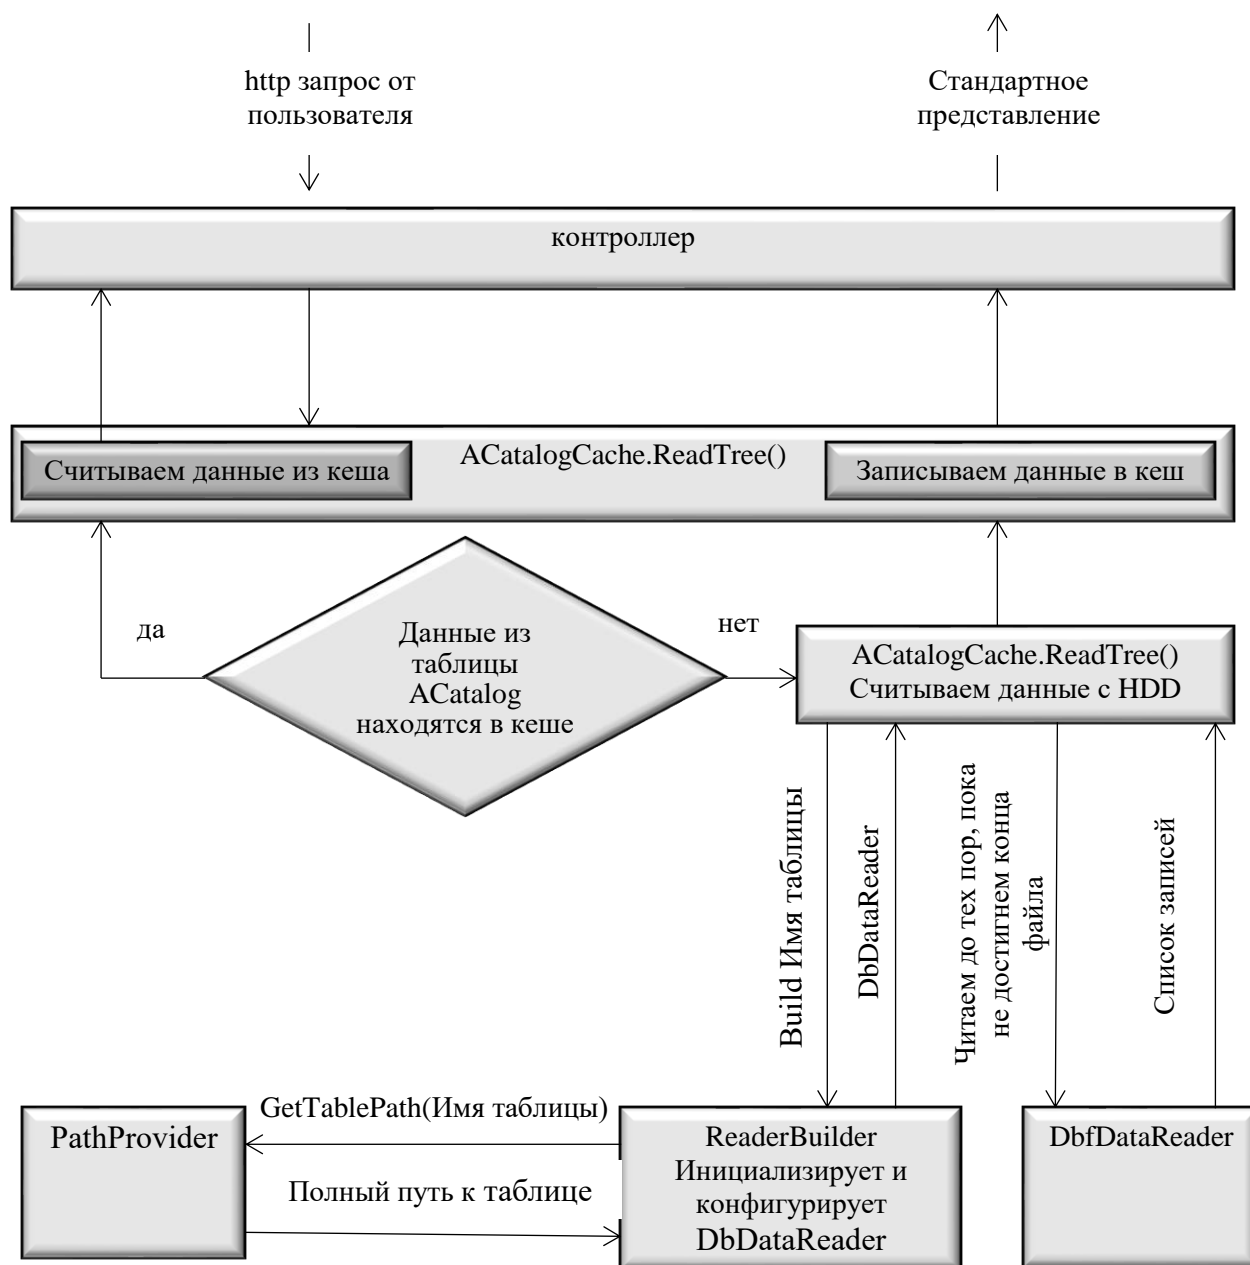 http запрос от
пользователя
Стандартное
представление
контроллер
Считываем данные из кеша
ACatalogCache.ReadTree()
Записываем данные в кеш
да
Данные из
таблицы
ACatalog
находятся в кеше
нет
ACatalogCache.ReadTree()
Считываем данные с HDD
Build Имя таблицы
DbDataReader
Читаем до тех пор, пока
не достигнем конца
файла
Список записей
PathProvider
GetTablePath(Имя таблицы)
Полный путь к таблице
ReaderBuilder
Инициализирует и
конфигурирует
DbDataReader
DbfDataReader